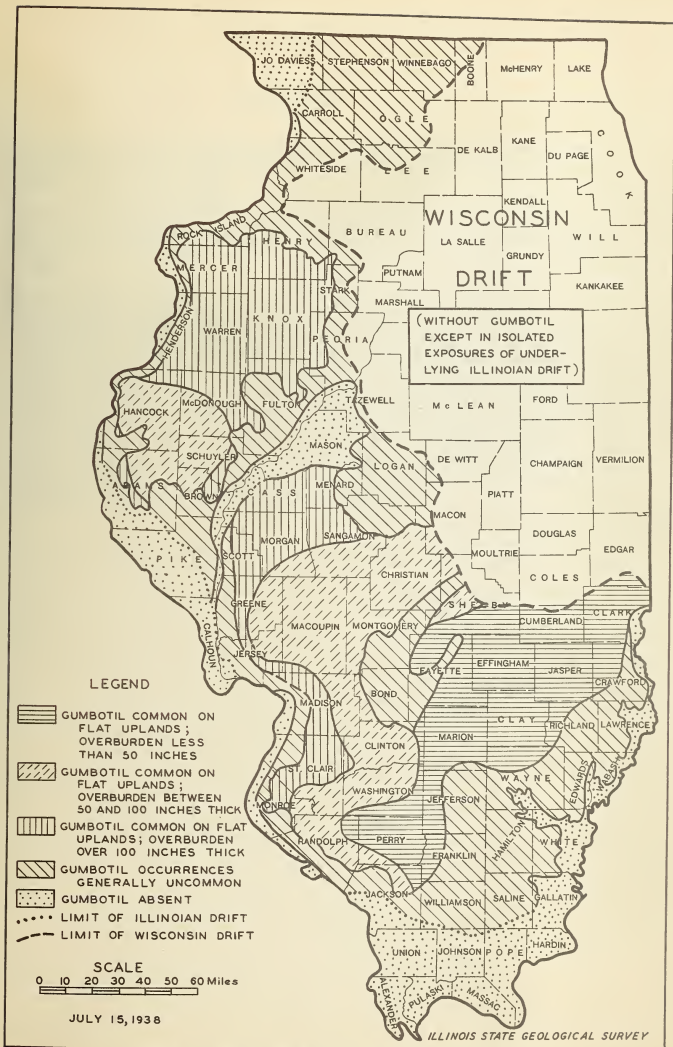 JO DAVIESS STEPHENSON WINNEBAGO BOONE McHENRY LAKE
CARROLL OGLE DE KALB KANE COOK
DU PAGE
WHITESIDE LEE
KENDALL
ROCK ISLAND HENRY BUREAU WISCONSIN
LA SALLE WILL
MERCER GRUNDY
PUTNAM DRIFT
STARK KANKAKEE
MARSHALL
HENDERSON WARREN KNOX
PEORIA
(WITHOUT GUMBOTIL
EXCEPT IN ISOLATED
EXPOSURES OF UNDER-
LYING ILLINOIAN DRIFT)
HANCOCK McDONOUGH FULTON TAZEWELL McLEAN FORD
MASON
SCHUYLER LOGAN DE WITT CHAMPAIGN VERMILION
ADAMS BROWN CASS MENARD PIATT
MACON
MORGAN SANGAMON DOUGLAS
PIKE SCOTT MOULTRIE EDGAR
CHRISTIAN COLES
GREENE SHELBY CLARK
CALHOUN MACOUPIN MONTGOMERY CUMBERLAND
JERSEY FAYETTE EFFINGHAM JASPER CRAWFORD
BOND
MADISON CLAY RICHLAND LAWRENCE
CLINTON MARION
ST. CLAIR WAYNE EDWARDS WABASH
WASHINGTON
MONROE JEFFERSON
RANDOLPH PERRY HAMILTON WHITE
FRANKLIN
JACKSON WILLIAMSON SALINE GALLATIN
UNION JOHNSON POPE HARDIN
ALEXANDER PULASKI MASSAC
LEGEND
GUMBOTIL COMMON ON
FLAT UPLANDS;
OVERBURDEN LESS
THAN 50 INCHES
GUMBOTIL COMMON ON
FLAT UPLANDS;
OVERBURDEN BETWEEN
50 AND 100 INCHES THICK
GUMBOTIL COMMON ON FLAT
UPLANDS; OVERBURDEN
OVER 100 INCHES THICK
GUMBOTIL OCCURRENCES
GENERALLY UNCOMMON
GUMBOTIL ABSENT
LIMIT OF ILLINOIAN DRIFT
LIMIT OF WISCONSIN DRIFT
SCALE
0 10 20 30 40 50 60 Miles
JULY 15, 1938
ILLINOIS STATE GEOLOGICAL SURVEY